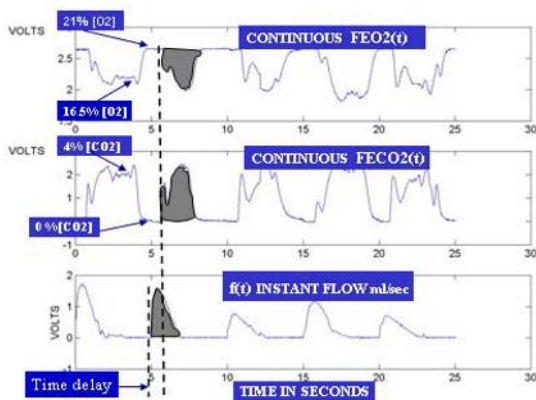 VOLTS
21% [O2]
CONTINUOUS FEO2(t)
2.5
2
16.5% [O2]
0 5 10 15 20 25 30
VOLTS
4% [CO2]
CONTINUOUS FECO2(t)
2
1
0 %[CO2]
-1
0 5 10 15 20 25 30
2
f(t) INSTANT FLOW ml/sec
VOLTS
1
0
1
0 5 10 15 20 25 30
Time delay
TIME IN SECONDS